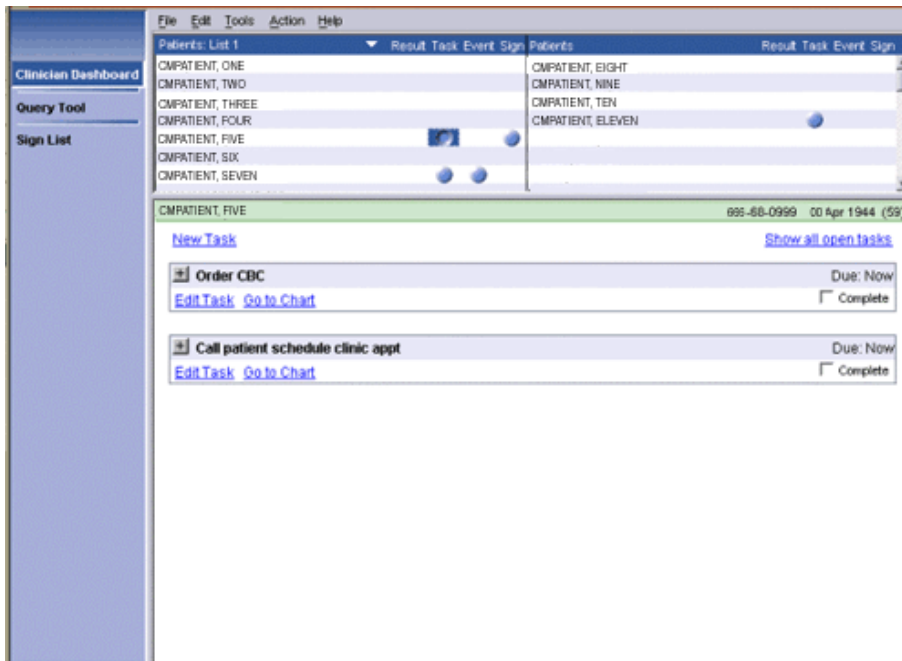 File Edit Tools Action Help
Clinician Dashboard
Query Tool
Sign List
Patients: List 1 Result Task Event Sign
CMPATIENT, ONE
CMPATIENT, TWO
CMPATIENT, THREE
CMPATIENT, FOUR
CMPATIENT, FIVE
CMPATIENT, SIX
CMPATIENT, SEVEN
Patients Result Task Event Sign
CMPATIENT, EIGHT
CMPATIENT, NINE
CMPATIENT, TEN
CMPATIENT, ELEVEN
CMPATIENT, FIVE 666-68-0999 00 Apr 1944 (59)
New Task Show all open tasks
Order CBC Due: Now
Edit Task Go to Chart Complete
Call patient schedule clinic appt Due: Now
Edit Task Go to Chart Complete